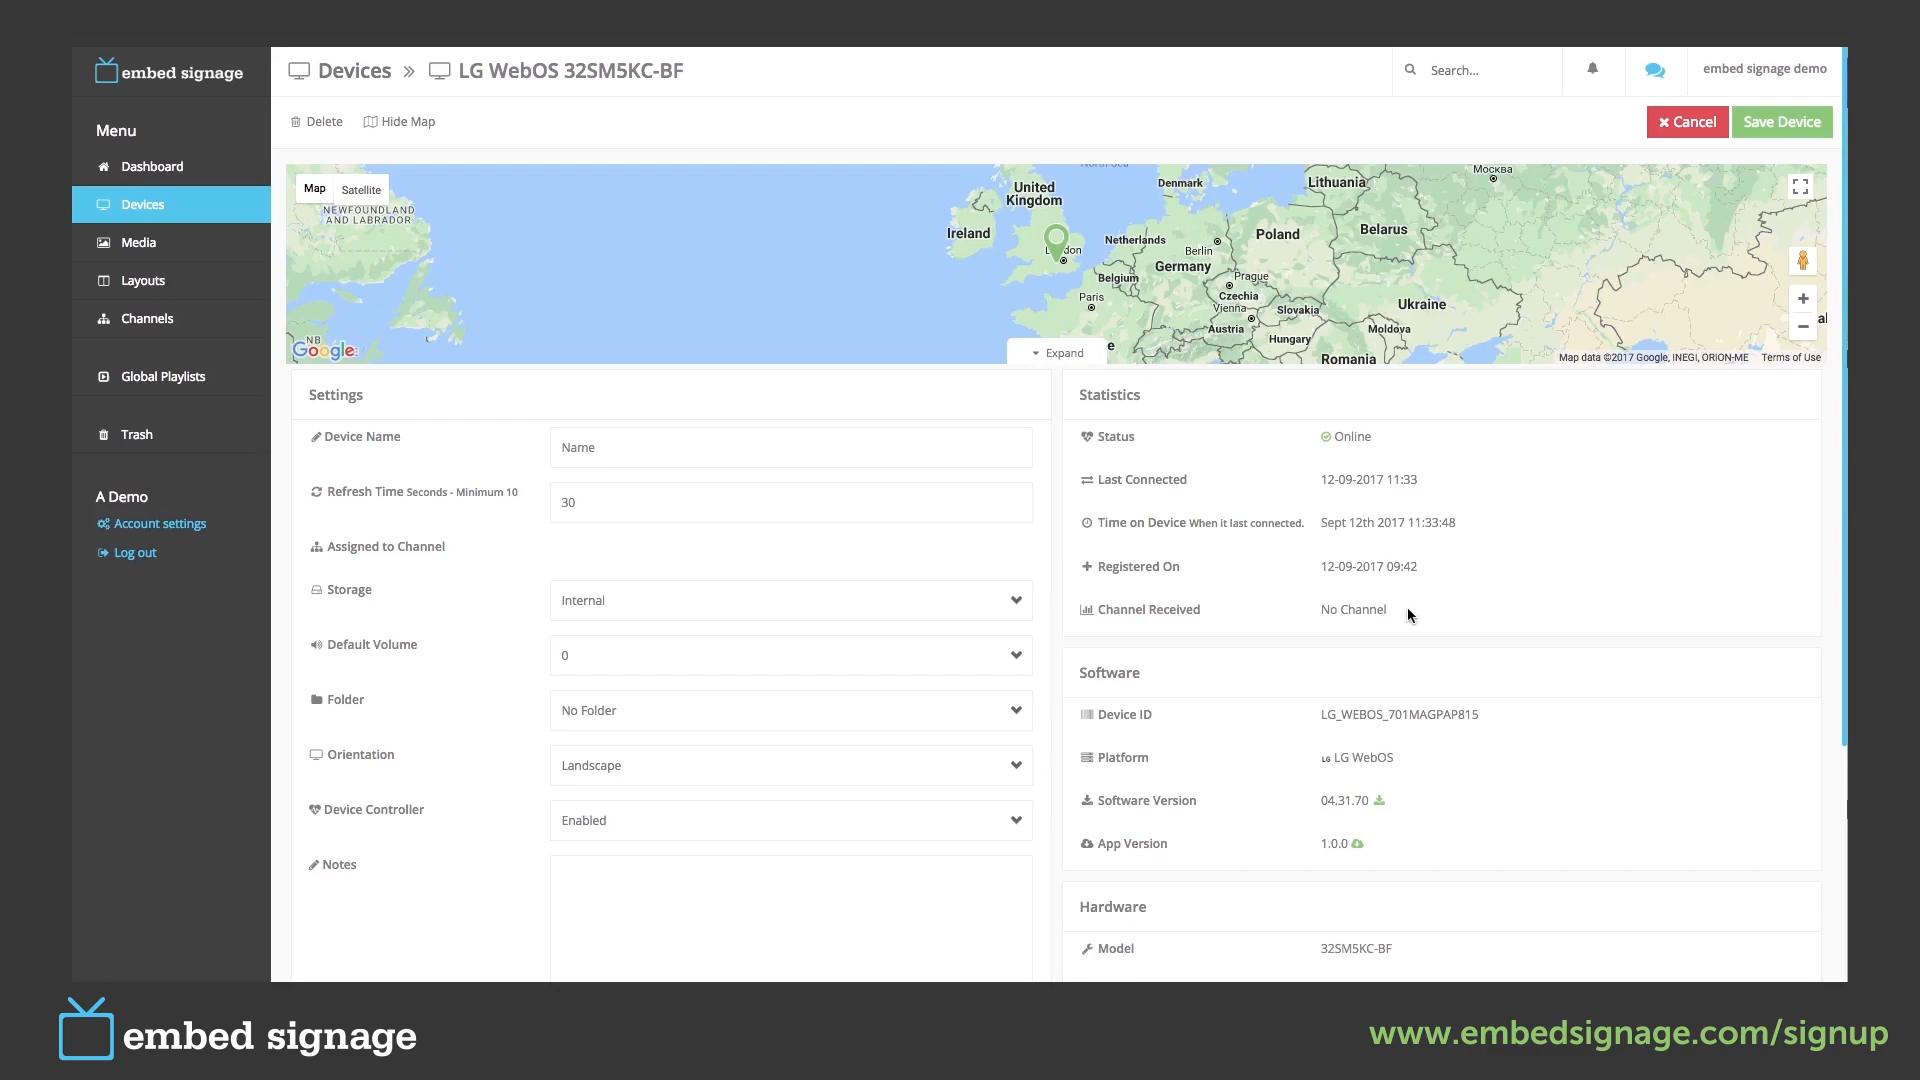 embed signage
Devices » LG WebOS 32SM5KC-BF
Search...
embed signage demo
Menu
Dashboard
Devices
Media
Layouts
Channels
Global Playlists
Trash
A Demo
Account settings
Log out
Delete
Hide Map
Cancel
Save Device
Map
Satellite
NEWFOUNDLAND
AND LABRADOR
NB
Google
North Sea
United
Kingdom
Ireland
London
Denmark
Netherlands
Belgium
Paris
Berlin
Germany
Prague
Czechia
Vienna
Austria
Slovakia
Hungary
Poland
Lithuania
Belarus
Москва
Ukraine
Moldova
Romania
Expand
Map data ©2017 Google, INEGI, ORION-ME
Terms of Use
Settings
Device Name
Name
Refresh Time Seconds - Minimum 10
30
Assigned to Channel
Storage
Internal
Default Volume
0
Folder
No Folder
Orientation
Landscape
Device Controller
Enabled
Notes
Statistics
Status
Online
Last Connected
12-09-2017 11:33
Time on Device When it last connected.
Sept 12th 2017 11:33:48
Registered On
12-09-2017 09:42
Channel Received
No Channel
Software
Device ID
LG_WEBOS_701MAGPAP815
Platform
LG LG WebOS
Software Version
04.31.70
App Version
1.0.0
Hardware
Model
32SM5KC-BF
embed signage
www.embedsignage.com/signup